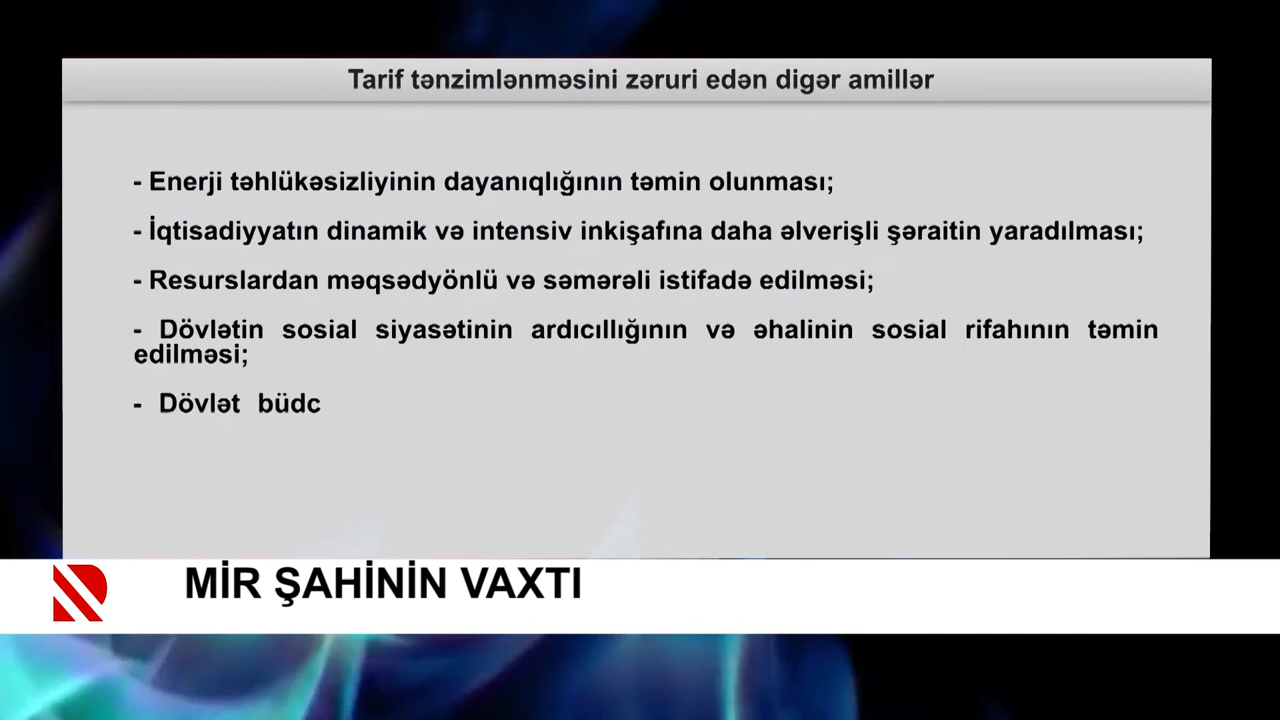 Tarif tənzimlənməsini zəruri edən digər amillər
- Enerji təhlükəsizliyinin dayanıqlığının təmin olunması;
- İqtisadiyyatın dinamik və intensiv inkişafına daha əlverişli şəraitin yaradılması;
- Resurslardan məqsədyönlü və səmərəli istifadə edilməsi;
- Dövlətin sosial siyasətinin ardıcıllığının və əhalinin sosial rifahının təmin
edilməsi;
- Dövlət büdc
MİR ŞAHİNİN VAXTI